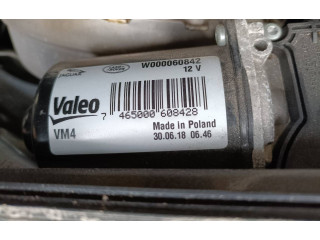 W000060842
12 V
Valeo
7 465000 608428
VM4
Made in Poland
30.06.18 06.46